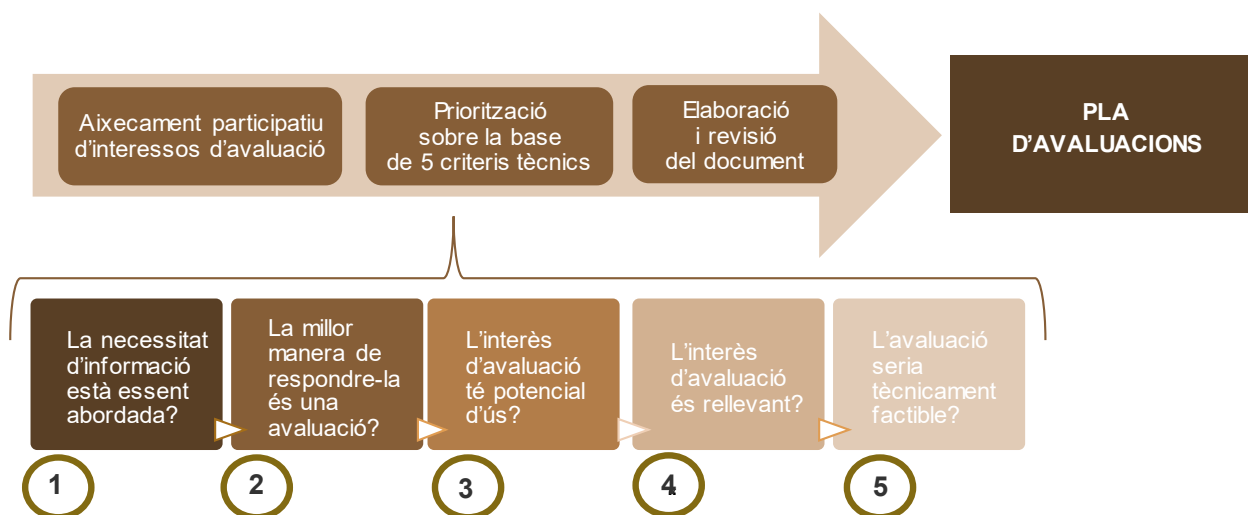 Aixecament participatiu
d'interessos d'avaluació
Priorització
sobre la base
de 5 criteris tècnics
Elaboració
i revisió
del document
PLA
D'AVALUACIONS
La necessitat
d'informació
està essent
abordada?
La millor
manera de
respondre-la
és una
avaluació?
L'interès
d'avaluació
té potencial
d'ús?
L'interès
d'avaluació
és rellevant?
L'avaluació
seria
tècnicament
factible?
1
2
3
4.
5